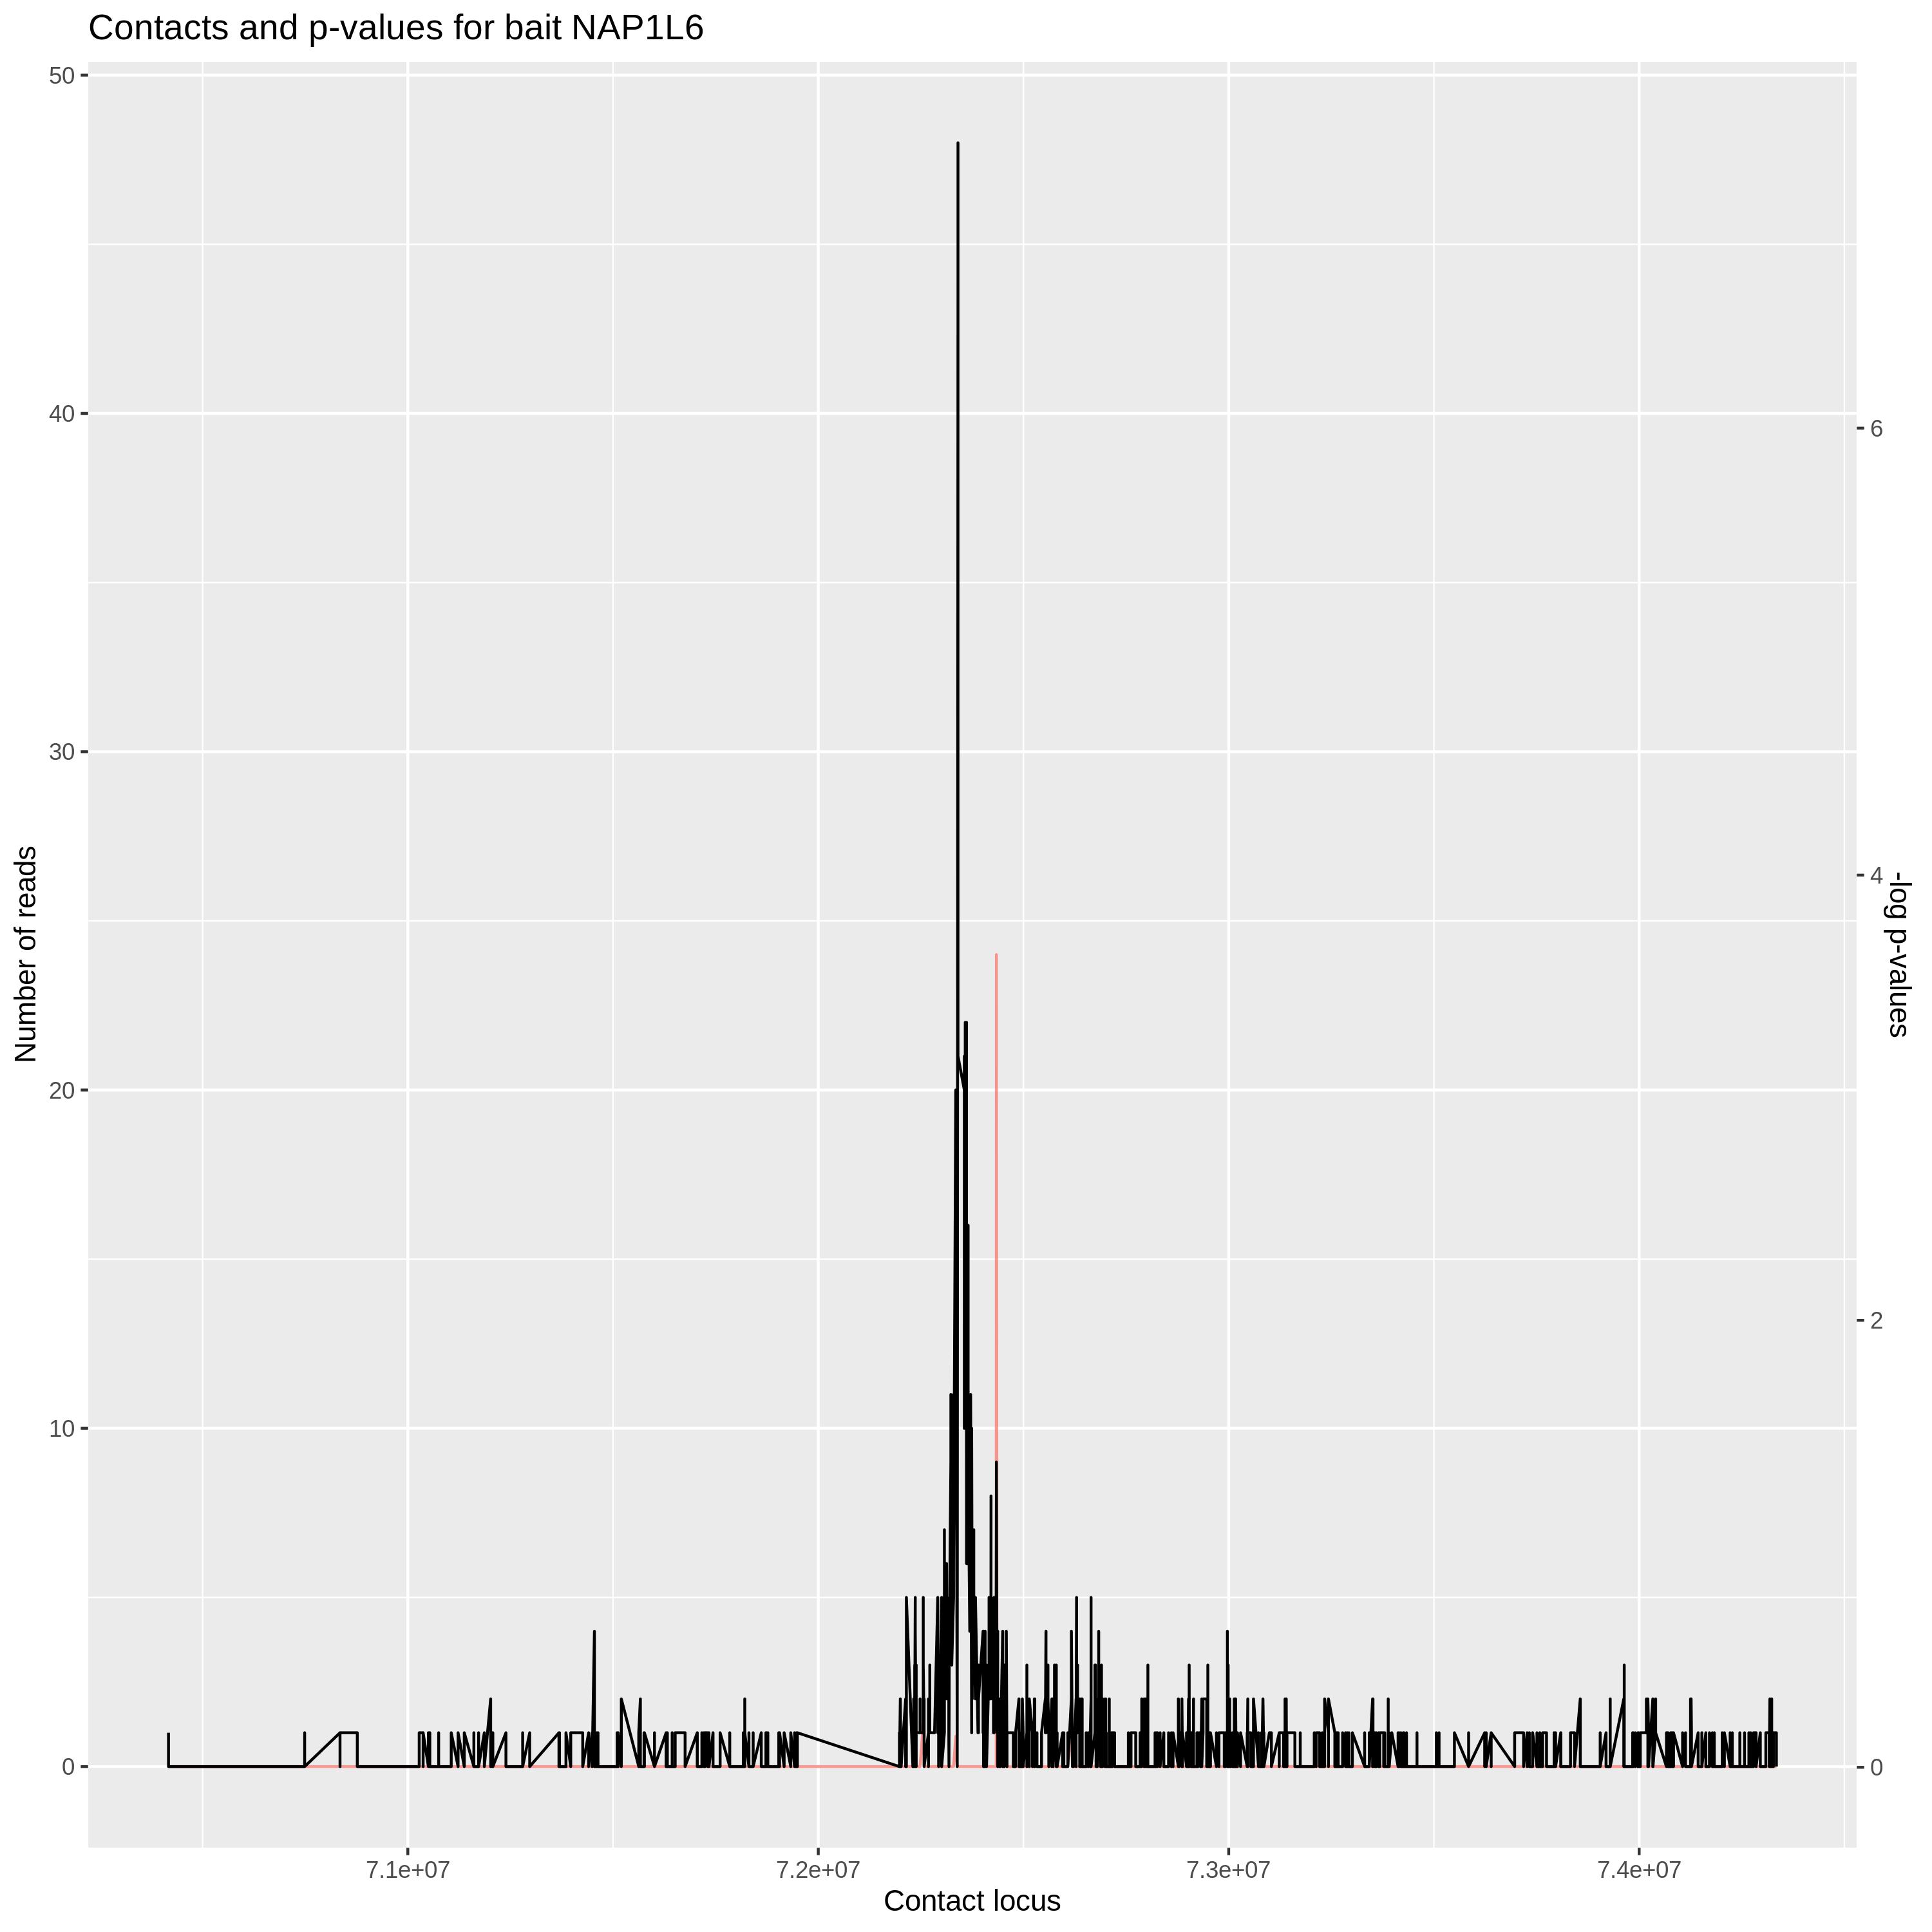 Contacts and p-values for bait NAP1L6
50
40
30
20
10
0
Number of reads
6
4
2
0
-log p-values
7.1e+07 7.2e+07 7.3e+07 7.4e+07
Contact locus